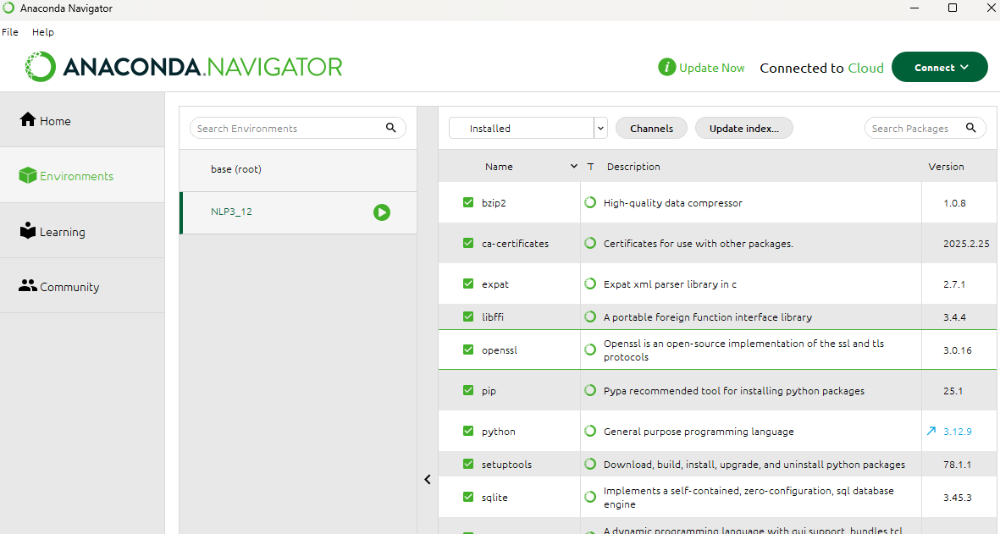 Anaconda Navigator
File Help
ANACONDA.NAVIGATOR
i Update Now Connected to Cloud Connect
Home
Environments
Learning
Community
Search Environments
base (root)
NLP3_12
Installed Channels Update index... Search Packages
Name T Description Version
bzip2 High-quality data compressor 1.0.8
ca-certificates Certificates for use with other packages. 2025.2.25
expat Expat xml parser library in c 2.7.1
libffi A portable foreign function interface library 3.4.4
openssl Openssl is an open-source implementation of the ssl and tls
protocols 3.0.16
pip Pypa recommended tool for installing python packages 25.1
python General purpose programming language 3.12.9
setuptools Download, build, install, upgrade, and uninstall python packages 78.1.1
sqlite Implements a self-contained, zero-configuration, sql database
engine 3.45.3
A dynamic programming language with gui support, bundles tcl